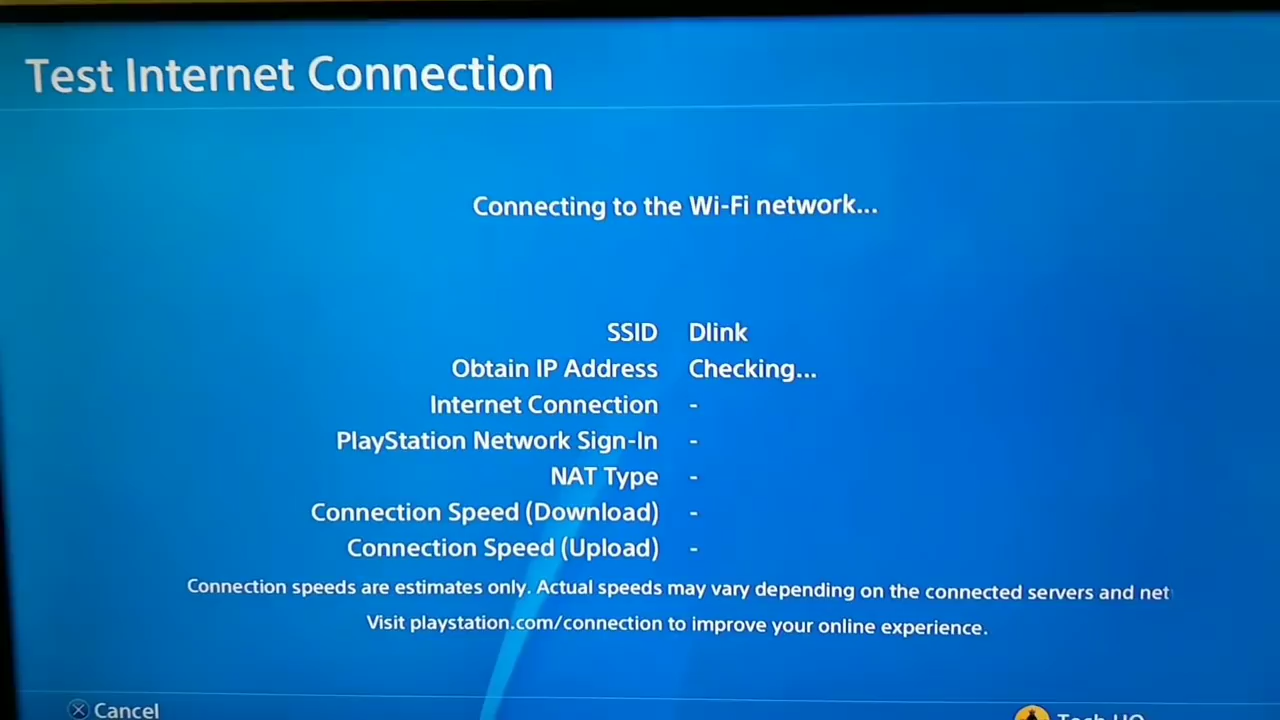 Test Internet Connection
Connecting to the Wi-Fi network...
SSID Dlink
Obtain IP Address Checking...
Internet Connection -
PlayStation Network Sign-In -
NAT Type -
Connection Speed (Download) -
Connection Speed (Upload) -
Connection speeds are estimates only. Actual speeds may vary depending on the connected servers and net
Visit playstation.com/connection to improve your online experience.
Cancel
Tech HQ